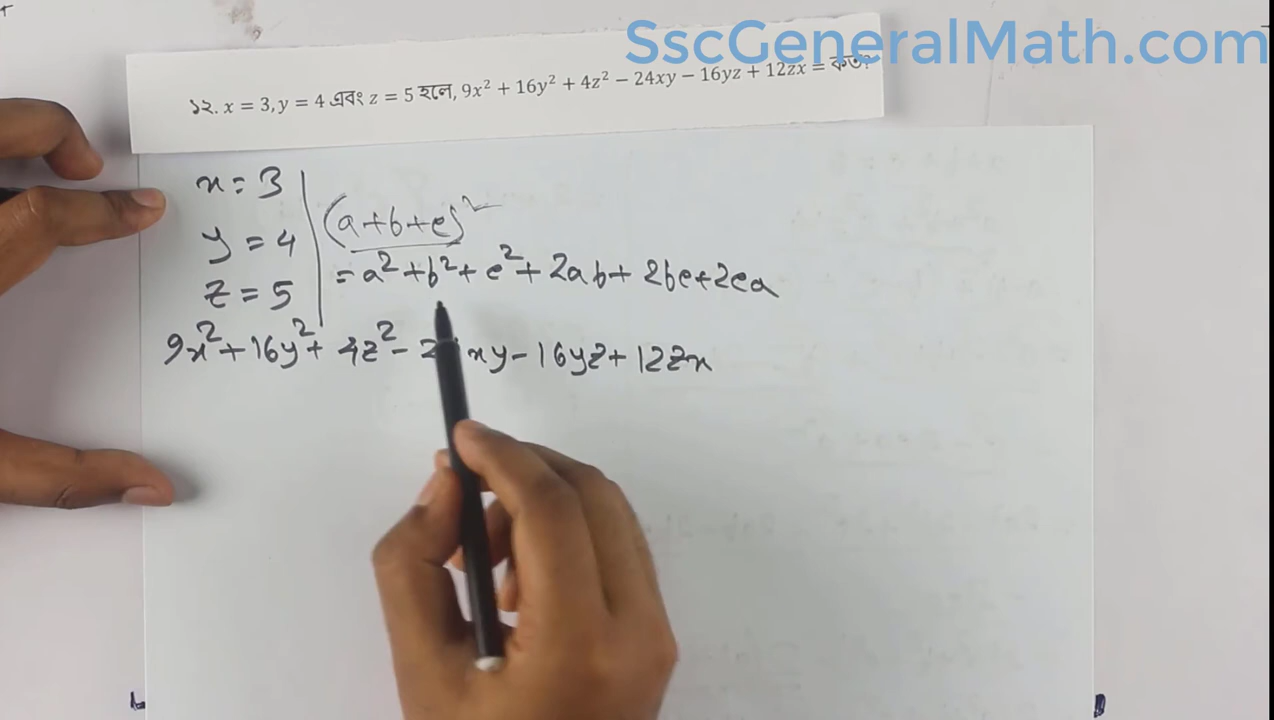 SscGeneralMath.com
১২. x = 3, y = 4 এবং z = 5 হলে, 9x² + 16y² + 4z² − 24xy − 16yz + 12zx = কত?
x = 3
y = 4
z = 5
(a+b+c)²
= a² + b² + c² + 2ab + 2bc + 2ca
9x² + 16y² + 4z² − 24xy − 16yz + 12zx